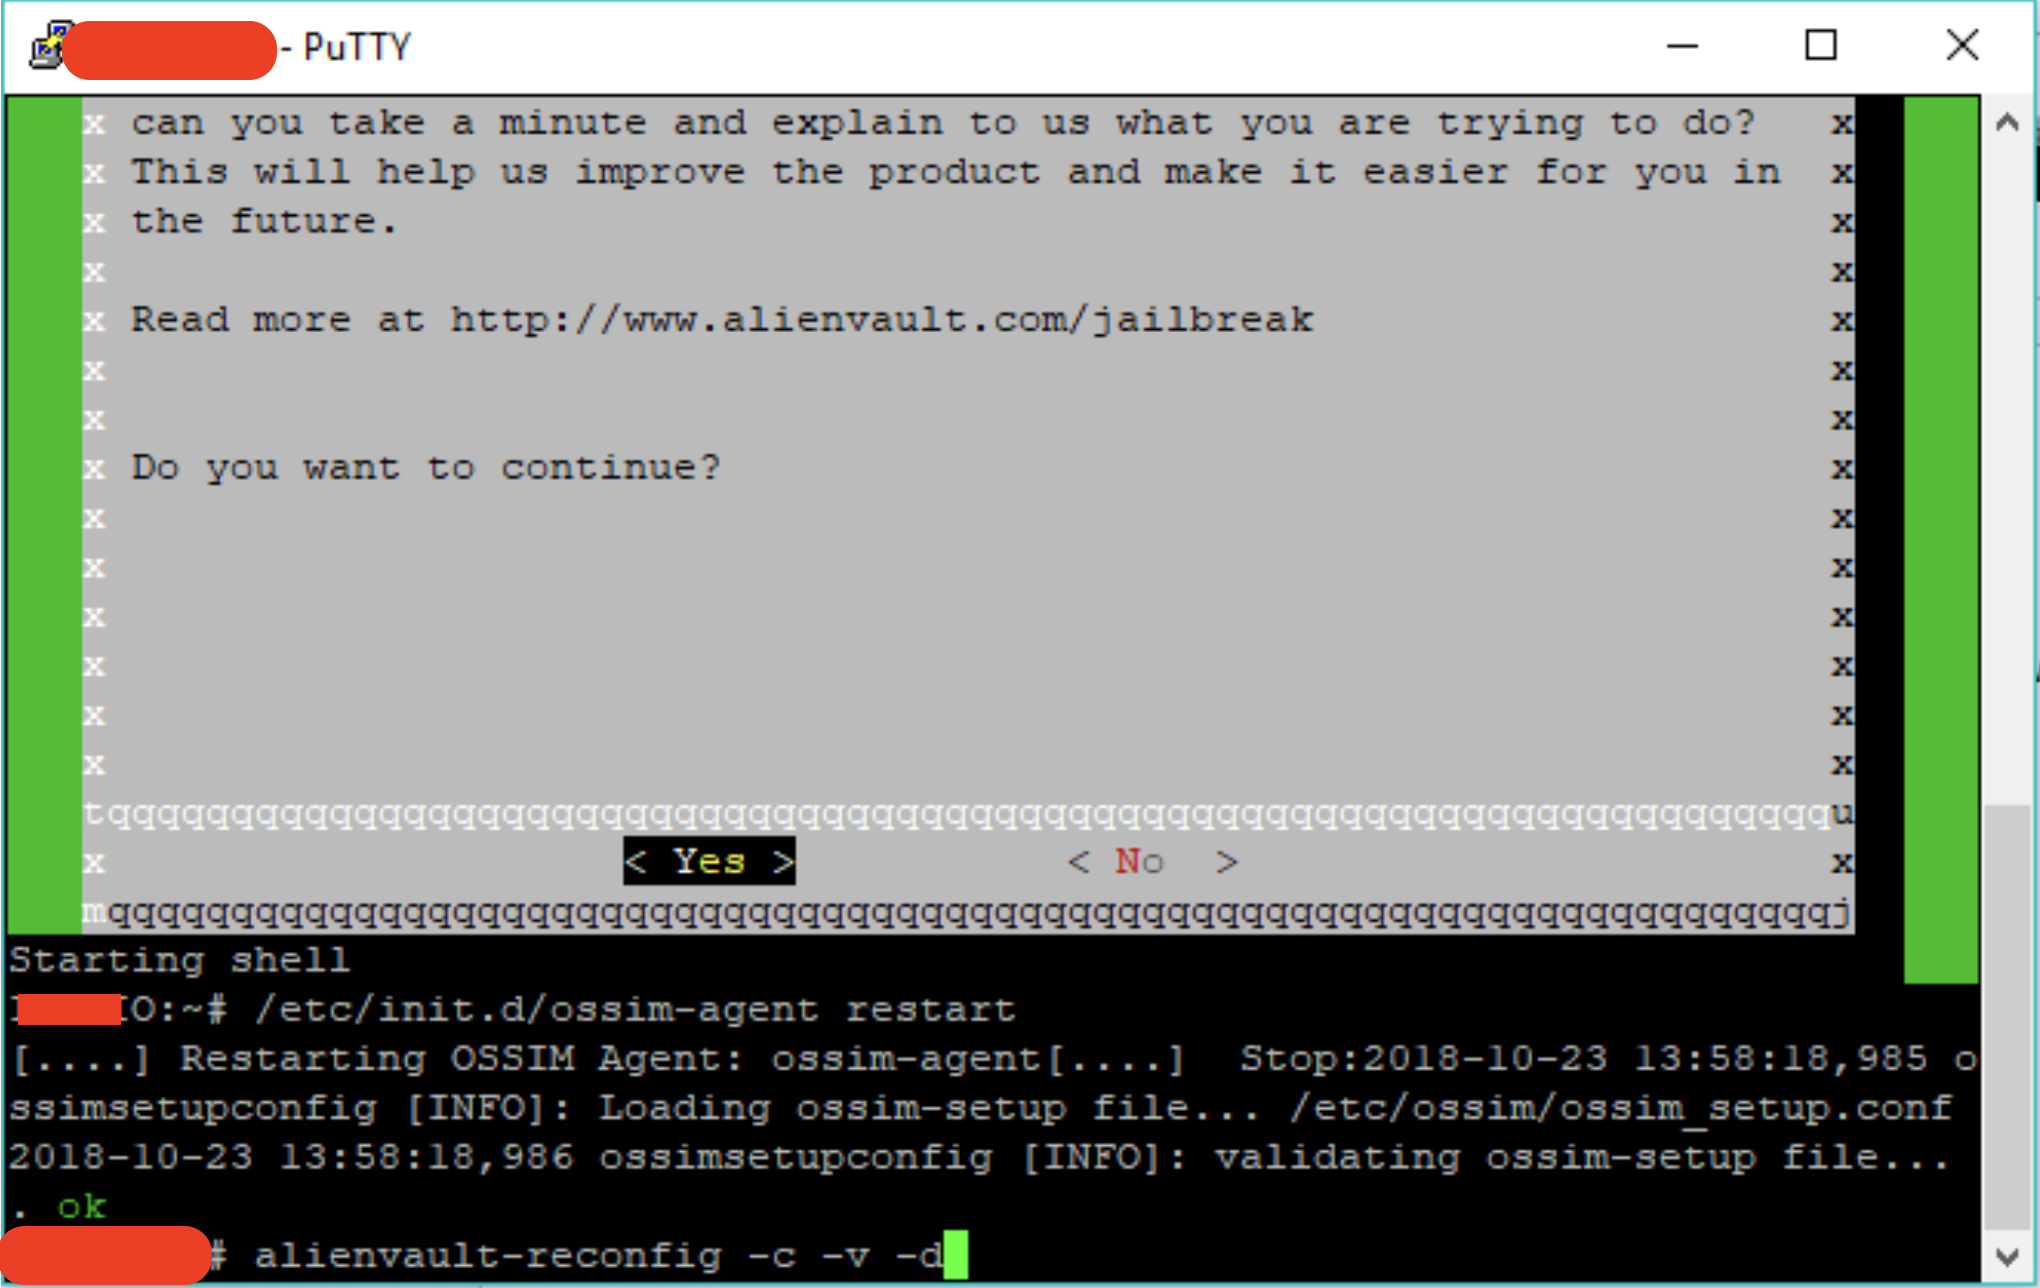 - PuTTY
x can you take a minute and explain to us what you are trying to do? x
x This will help us improve the product and make it easier for you in x
x the future. x
x x
x Read more at http://www.alienvault.com/jailbreak x
x x
x x
x Do you want to continue? x
x x
x x
x x
x x
x x
x x
tqqqqqqqqqqqqqqqqqqqqqqqqqqqqqqqqqqqqqqqqqqqqqqqqqqqqqqqqqqqqqqqqqqqqqqu
x < Yes > < No > x
mqqqqqqqqqqqqqqqqqqqqqqqqqqqqqqqqqqqqqqqqqqqqqqqqqqqqqqqqqqqqqqqqqqqqqqj
Starting shell
IO:~# /etc/init.d/ossim-agent restart
[....] Restarting OSSIM Agent: ossim-agent[....] Stop:2018-10-23 13:58:18,985 o
ssimsetupconfig [INFO]: Loading ossim-setup file... /etc/ossim/ossim_setup.conf
2018-10-23 13:58:18,986 ossimsetupconfig [INFO]: validating ossim-setup file...
. ok
# alienvault-reconfig -c -v -d